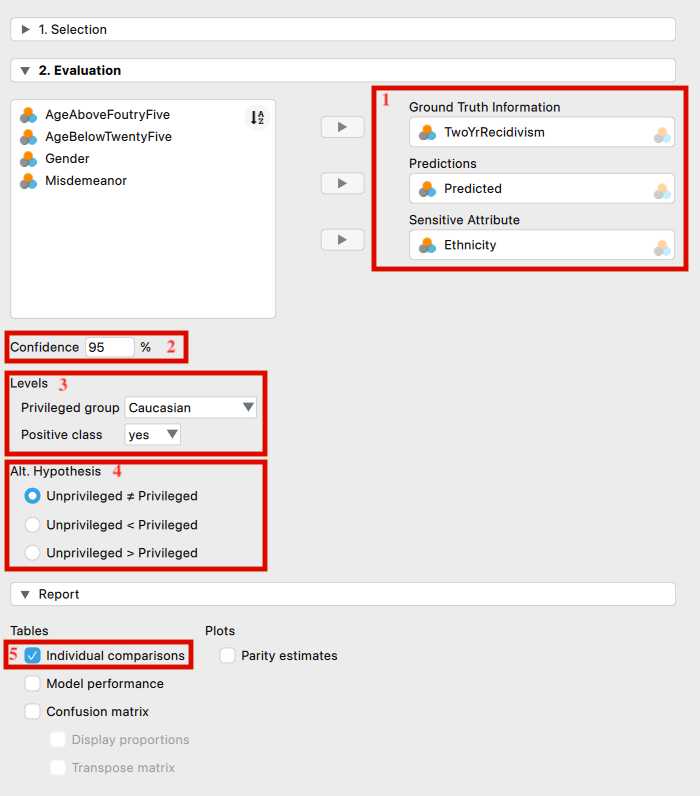 1. Selection
2. Evaluation
AgeAboveFoutryFive
AgeBelowTwentyFive
Gender
Misdemeanor
A
Z
1
Ground Truth Information
TwoYrRecidivism
Predictions
Predicted
Sensitive Attribute
Ethnicity
Confidence 95 % 2
Levels 3
Privileged group Caucasian
Positive class yes
Alt. Hypothesis 4
Unprivileged ≠ Privileged
Unprivileged < Privileged
Unprivileged > Privileged
Report
Tables Plots
5 Individual comparisons Parity estimates
Model performance
Confusion matrix
Display proportions
Transpose matrix